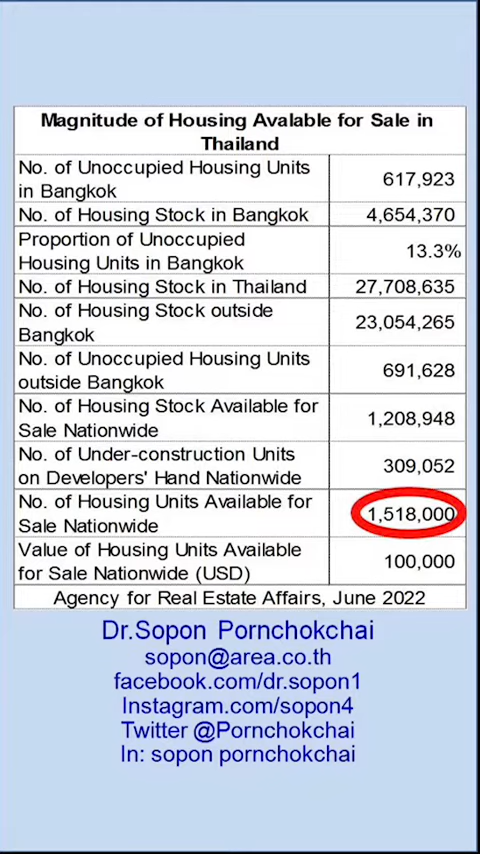 Magnitude of Housing Avalable for Sale in
Thailand
No. of Unoccupied Housing Units
in Bangkok
617,923
No. of Housing Stock in Bangkok
4,654,370
Proportion of Unoccupied
Housing Units in Bangkok
13.3%
No. of Housing Stock in Thailand
27,708,635
No. of Housing Stock outside
Bangkok
23,054,265
No. of Unoccupied Housing Units
outside Bangkok
691,628
No. of Housing Stock Available for
Sale Nationwide
1,208,948
No. of Under-construction Units
on Developers' Hand Nationwide
309,052
No. of Housing Units Available for
Sale Nationwide
1,518,000
Value of Housing Units Available
for Sale Nationwide (USD)
100,000
Agency for Real Estate Affairs, June 2022
Dr.Sopon Pornchokchai
sopon@area.co.th
facebook.com/dr.sopon1
Instagram.com/sopon4
Twitter @Pornchokchai
In: sopon pornchokchai